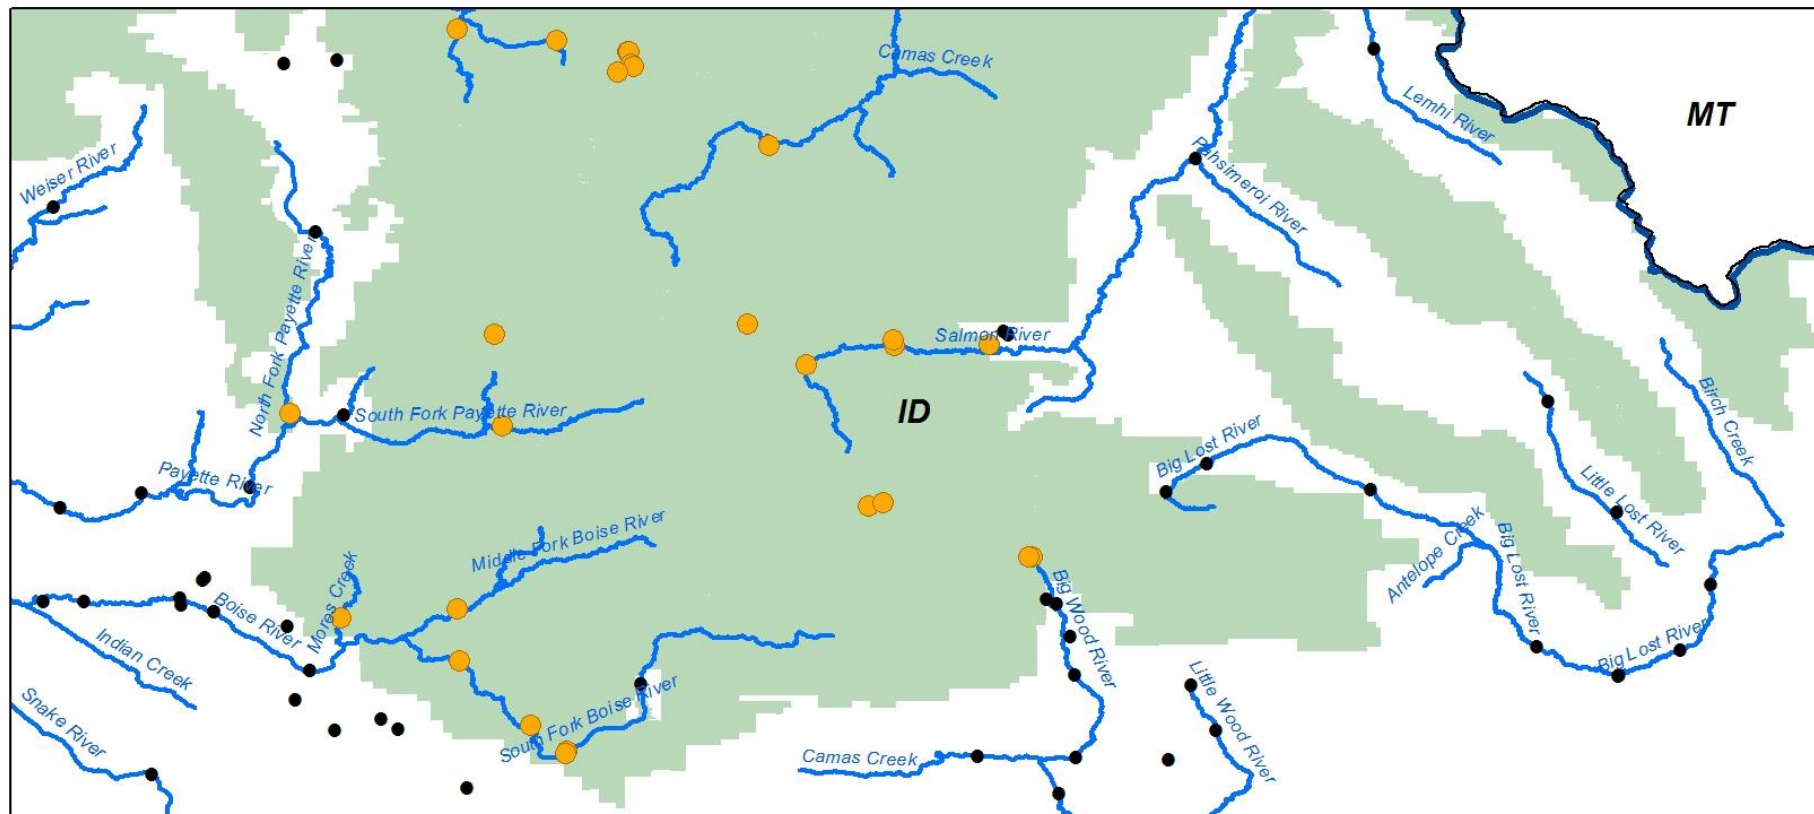 Camas Creek
Lemhi River
MT
Weiser River
Pahsimeroi River
North Fork Payette River
Salmon River
Birch Creek
South Fork Payette River
ID
Big Lost River
Payette River
Little Lost River
Antelope Creek
Big Lost River
Middle Fork Boise River
Mores Creek
Boise River
Big Wood River
Indian Creek
Big Lost River
Little Wood River
Snake River
South Fork Boise River
Camas Creek